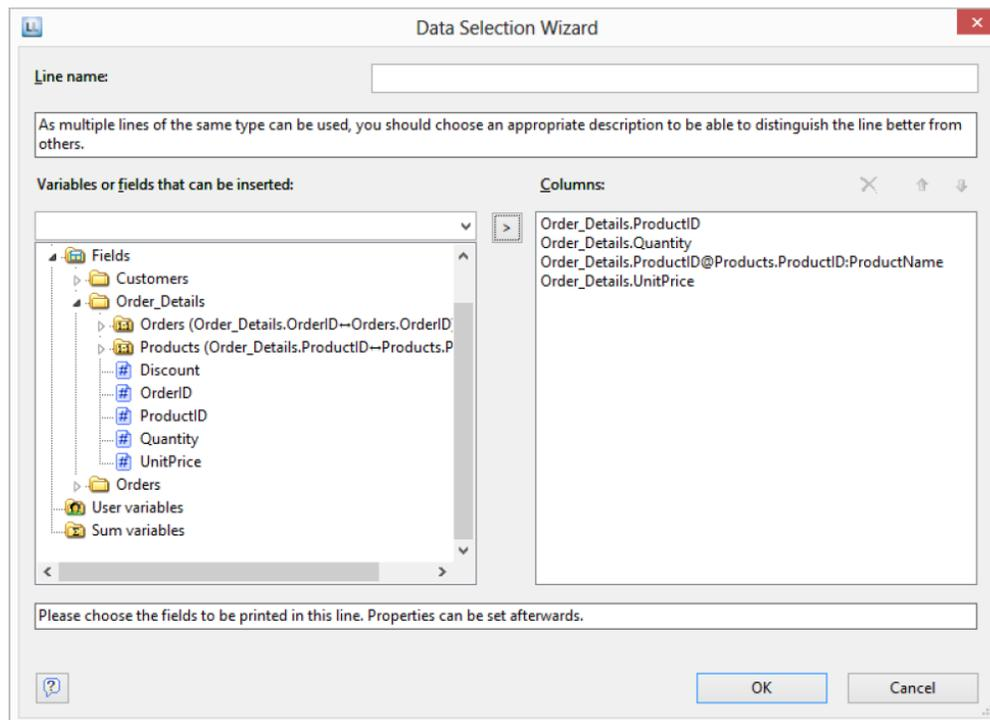 Data Selection Wizard
Line name:
As multiple lines of the same type can be used, you should choose an appropriate description to be able to distinguish the line better from
others.
Variables or fields that can be inserted:
Columns:
>
Fields
Customers
Order_Details
Orders (Order_Details.OrderID↔Orders.OrderID)
Products (Order_Details.ProductID↔Products.P
Discount
OrderID
ProductID
Quantity
UnitPrice
Orders
User variables
Sum variables
Order_Details.ProductID
Order_Details.Quantity
Order_Details.ProductID@Products.ProductID:ProductName
Order_Details.UnitPrice
Please choose the fields to be printed in this line. Properties can be set afterwards.
OK
Cancel